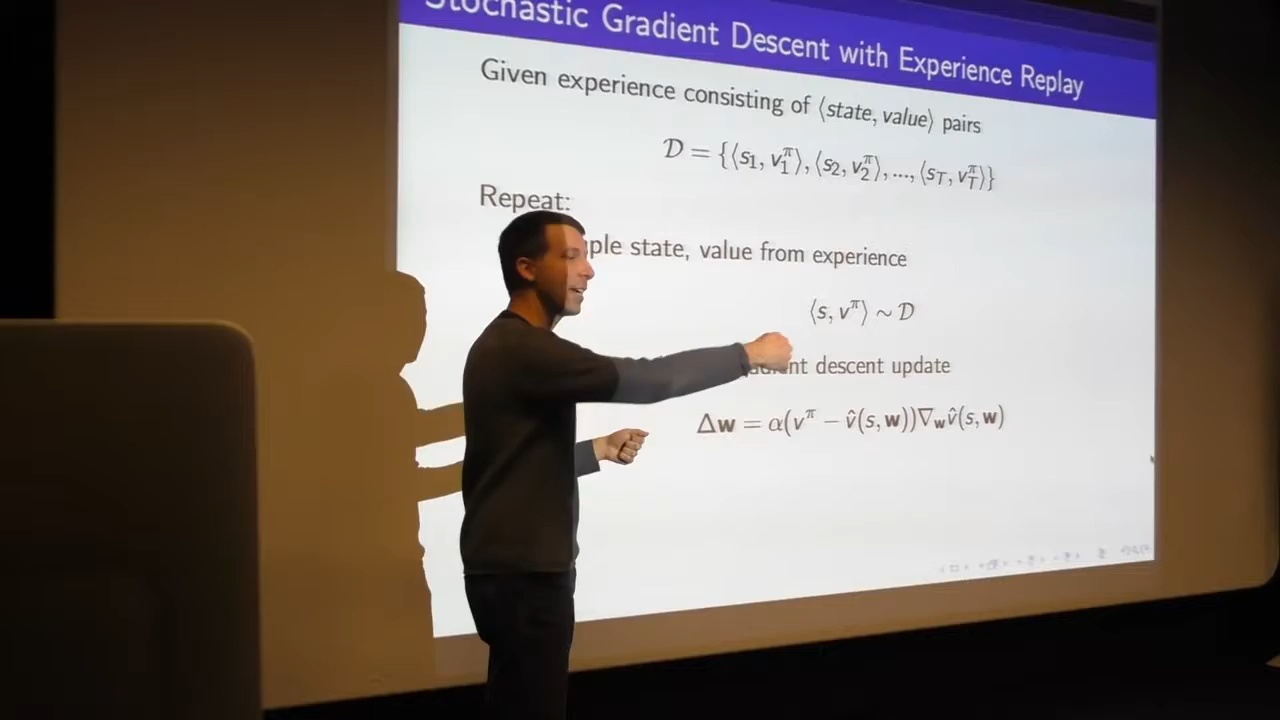 Stochastic Gradient Descent with Experience Replay
Given experience consisting of ⟨state, value⟩ pairs
𝒟 = {⟨s₁, v₁^π⟩, ⟨s₂, v₂^π⟩, ..., ⟨s_T, v_T^π⟩}
Repeat:
ple state, value from experience
⟨s, v^π⟩ ∼ 𝒟
descent update
Δw = α(v^π − v̂(s, w))∇_w v̂(s, w)